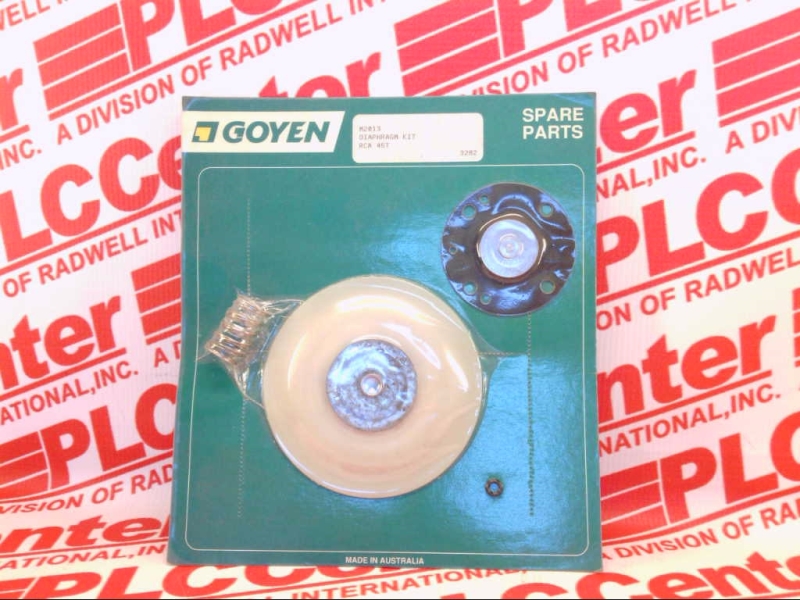 GOYEN
M2013
DIAPHRAGM KIT
RCA 45T
3202
SPARE
PARTS
MADE IN AUSTRALIA
PLCCenter
A DIVISION OF RADWELL INTERNATIONAL, INC.